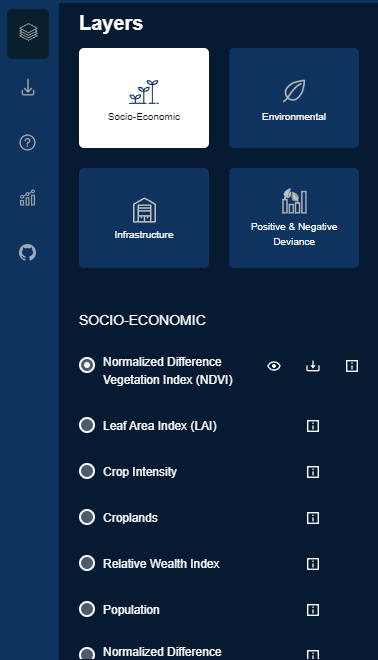 Layers
Socio-Economic
Environmental
Infrastructure
Positive & Negative
Deviance
SOCIO-ECONOMIC
Normalized Difference
Vegetation Index (NDVI)
Leaf Area Index (LAI)
Crop Intensity
Croplands
Relative Wealth Index
Population
Normalized Difference